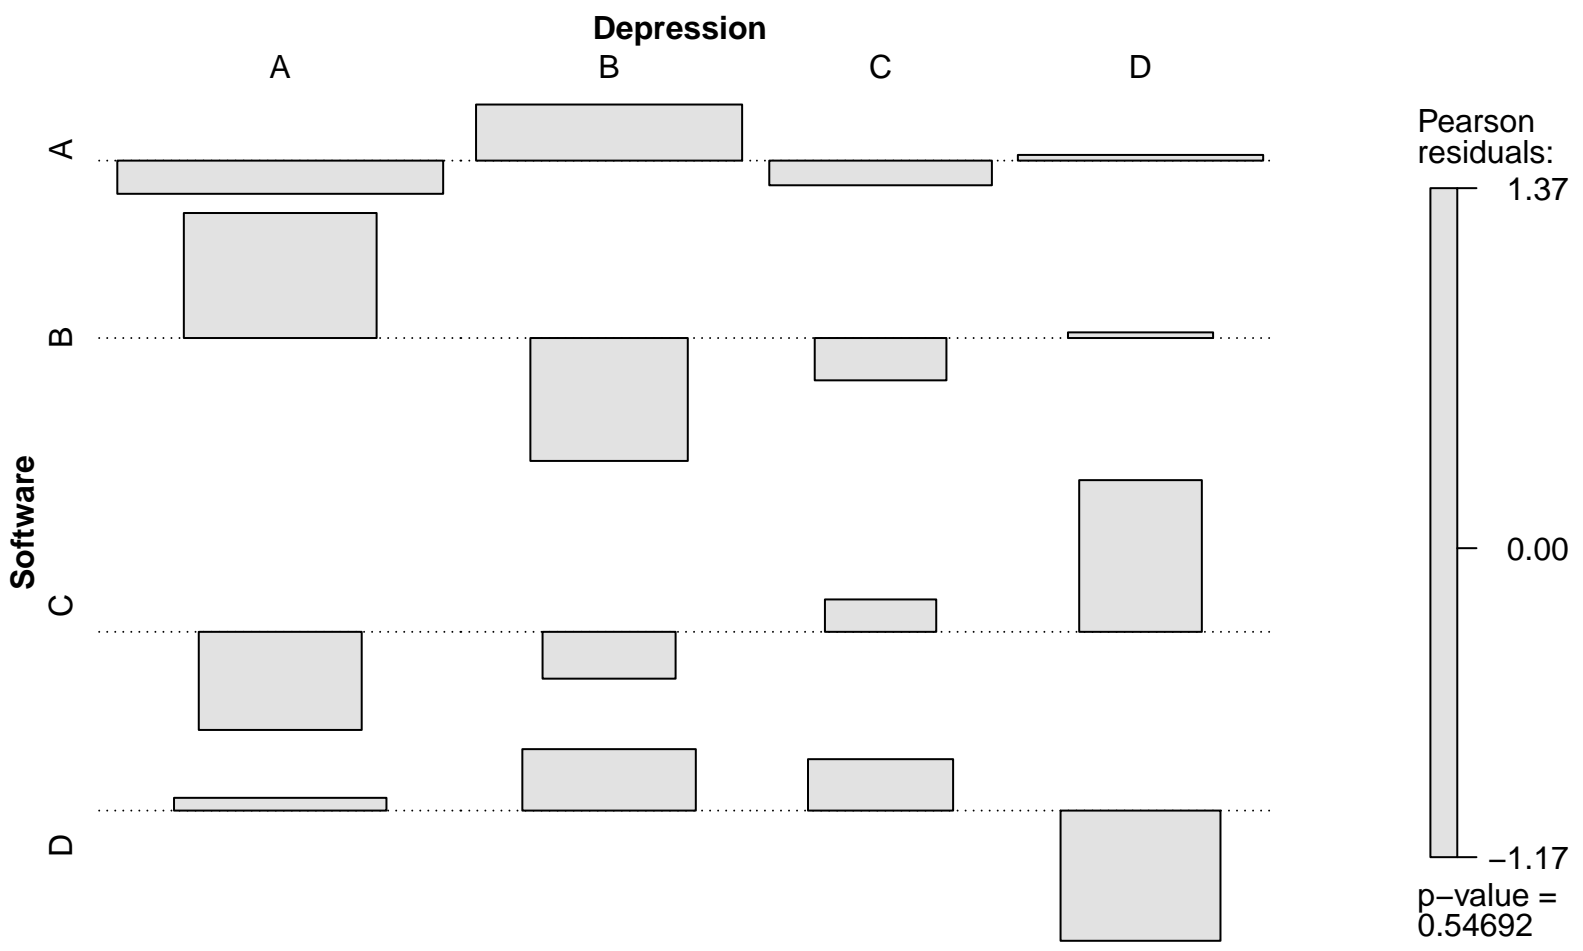 Depression
A B C D
A
B
C
D
Software
Pearson
residuals:
1.37
0.00
−1.17
p−value =
0.54692